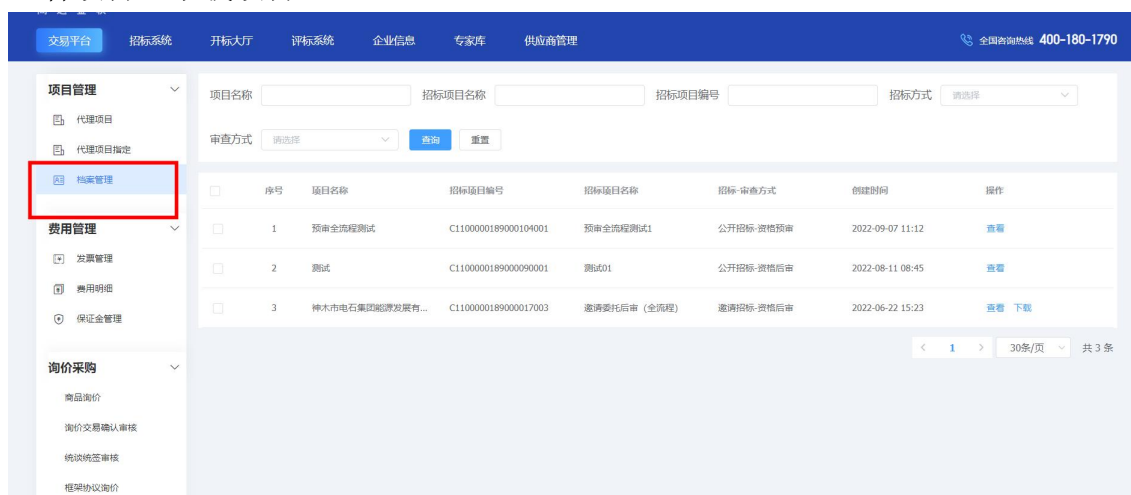 交易平台 招标系统 开标大厅 评标系统 企业信息 专家库 供应商管理 全国咨询热线 400-180-1790
项目管理
代理项目
代理项目指定
档案管理
费用管理
发票管理
费用明细
保证金管理
询价采购
商品询价
询价交易确认审核
统谈统签审核
框架协议询价
项目名称 招标项目名称 招标项目编号 招标方式 请选择
审查方式 请选择 查询 重置
序号 项目名称 招标项目编号 招标项目名称 招标-审查方式 创建时间 操作
1 预审全流程测试 C1100000189000104001 预审全流程测试1 公开招标-资格预审 2022-09-07 11:12 查看
2 测试 C1100000189000090001 测试01 公开招标-资格后审 2022-08-11 08:45 查看
3 神木市电石集团能源发展有... C1100000189000017003 邀请委托后审（全流程） 邀请招标-资格后审 2022-06-22 15:23 查看 下载
< 1 > 30条/页 共 3 条